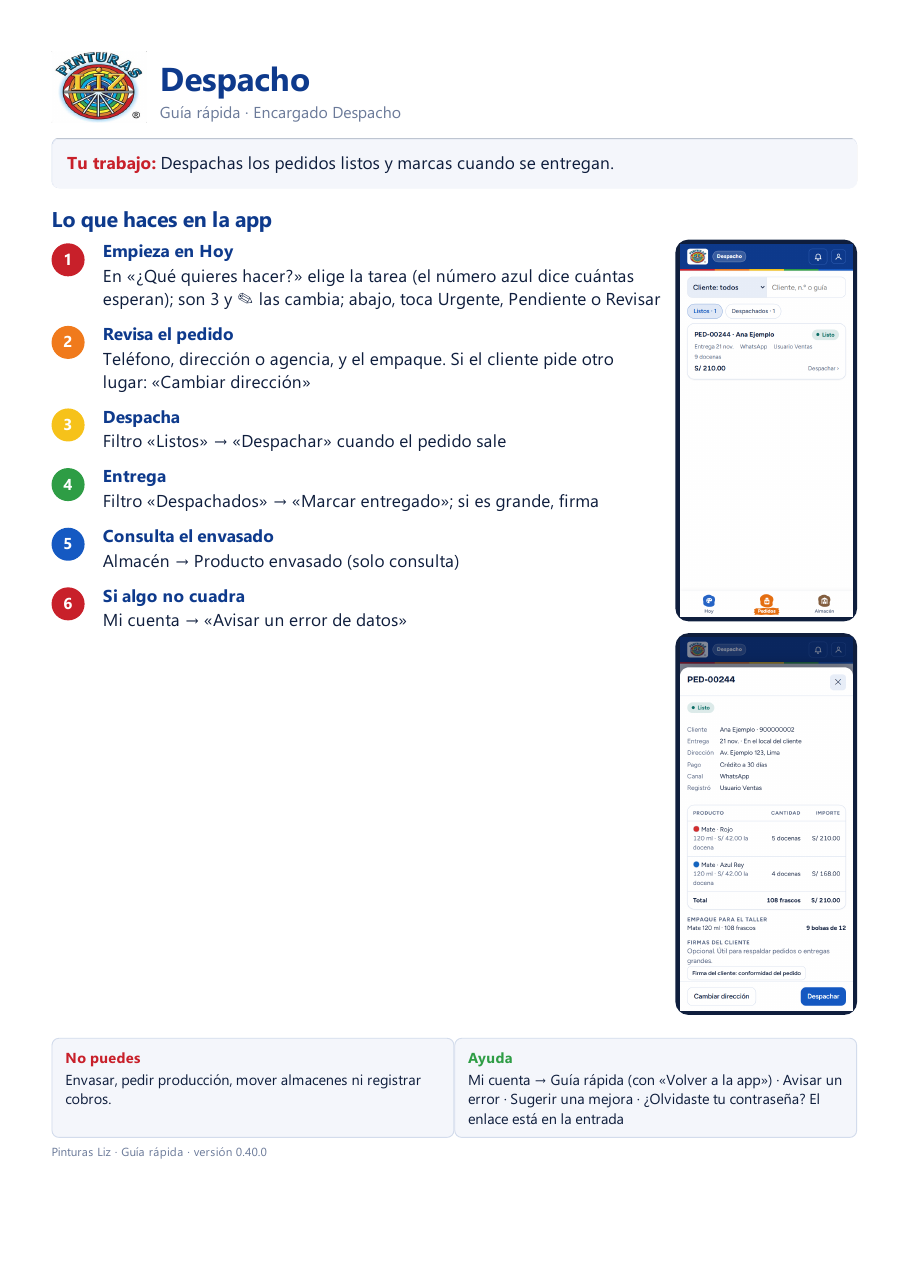 PINTURAS
LIZ
®
Despacho
Guía rápida · Encargado Despacho
Tu trabajo: Despachas los pedidos listos y marcas cuando se entregan.
Lo que haces en la app
1
Empieza en Hoy
En «¿Qué quieres hacer?» elige la tarea (el número azul dice cuántas
esperan); son 3 y ✎ las cambia; abajo, toca Urgente, Pendiente o Revisar
2
Revisa el pedido
Teléfono, dirección o agencia, y el empaque. Si el cliente pide otro
lugar: «Cambiar dirección»
3
Despacha
Filtro «Listos» → «Despachar» cuando el pedido sale
4
Entrega
Filtro «Despachados» → «Marcar entregado»; si es grande, firma
5
Consulta el envasado
Almacén → Producto envasado (solo consulta)
6
Si algo no cuadra
Mi cuenta → «Avisar un error de datos»
Despacho
Cliente: todos
Cliente, n.º o guía
Listos · 1
Despachados · 1
PED-00244 · Ana Ejemplo
Listo
Entrega 21 nov. WhatsApp Usuario Ventas
9 docenas
S/ 210.00
Despachar ›
Hoy
Pedidos
Almacén
Despacho
PED-00244
Listo
Cliente Ana Ejemplo · 900000002
Entrega 21 nov. · En el local del cliente
Dirección Av. Ejemplo 123, Lima
Pago Crédito a 30 días
Canal WhatsApp
Registró Usuario Ventas
PRODUCTO CANTIDAD IMPORTE
Mate · Rojo
120 ml · S/ 42.00 la
docena
5 docenas S/ 210.00
Mate · Azul Rey
120 ml · S/ 42.00 la
docena
4 docenas S/ 168.00
Total 108 frascos S/ 210.00
EMPAQUE PARA EL TALLER
Mate 120 ml · 108 frascos 9 bolsas de 12
FIRMAS DEL CLIENTE
Opcional. Útil para respaldar pedidos o entregas
grandes.
Firma del cliente: conformidad del pedido
Cambiar dirección
Despachar
No puedes
Envasar, pedir producción, mover almacenes ni registrar
cobros.
Ayuda
Mi cuenta → Guía rápida (con «Volver a la app») · Avisar un
error · Sugerir una mejora · ¿Olvidaste tu contraseña? El
enlace está en la entrada
Pinturas Liz · Guía rápida · versión 0.40.0